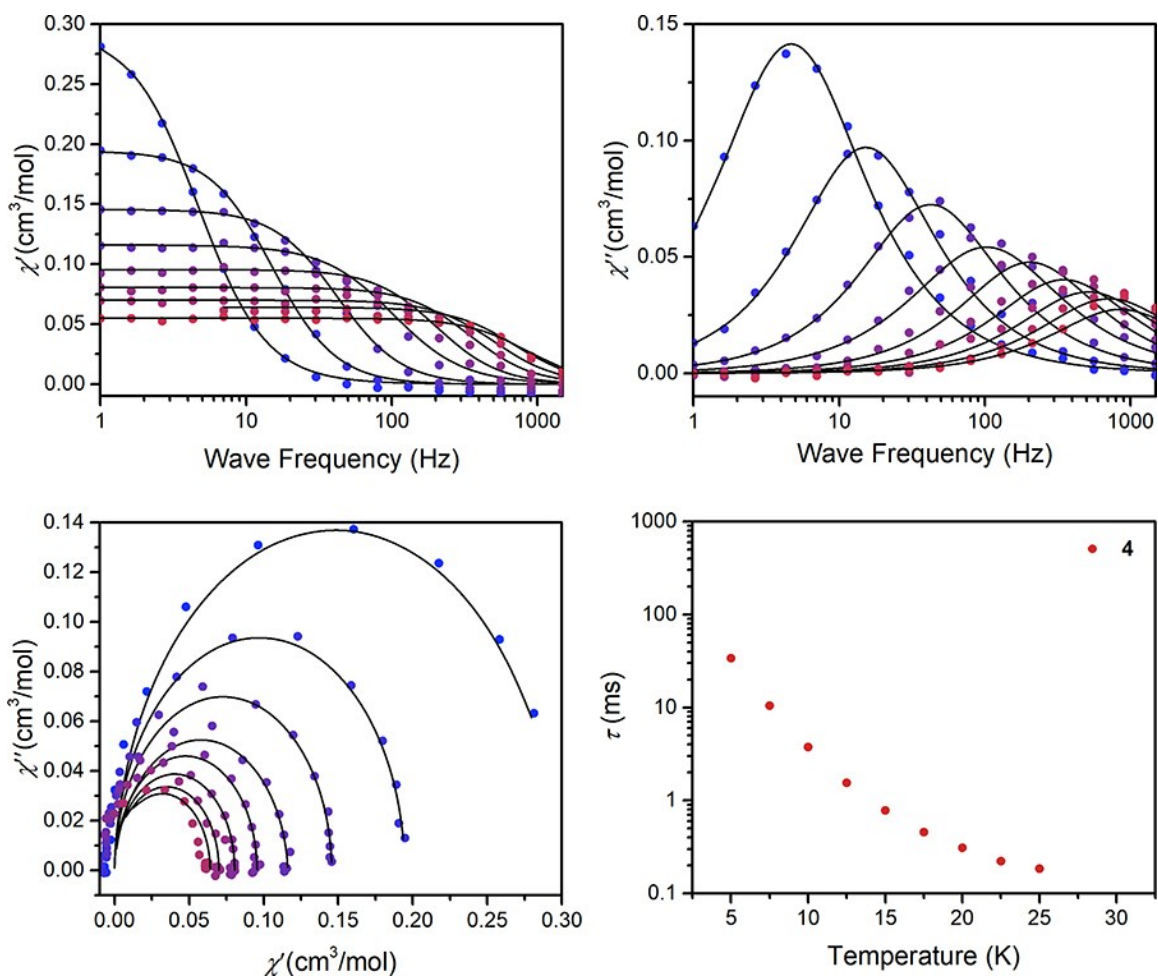 0.30
0.25
0.20
0.15
0.10
0.05
0.00
χ′(cm³/mol)
1 10 100 1000
Wave Frequency (Hz)
0.15
0.10
0.05
0.00
χ′′(cm³/mol)
1 10 100 1000
Wave Frequency (Hz)
0.14
0.12
0.10
0.08
0.06
0.04
0.02
0.00
χ′′(cm³/mol)
0.00 0.05 0.10 0.15 0.20 0.25 0.30
χ′(cm³/mol)
1000
100
10
1
0.1
τ (ms)
4
5 10 15 20 25 30
Temperature (K)